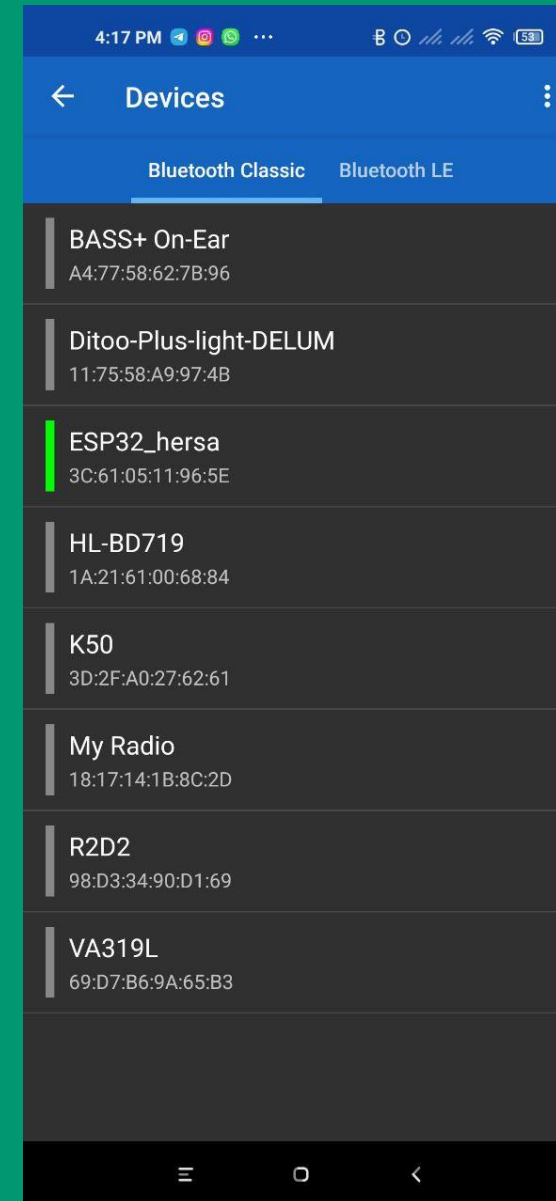 4:17 PM ... 53
Devices
Bluetooth Classic Bluetooth LE
BASS+ On-Ear
A4:77:58:62:7B:96
Ditoo-Plus-light-DELUM
11:75:58:A9:97:4B
ESP32_hersa
3C:61:05:11:96:5E
HL-BD719
1A:21:61:00:68:84
K50
3D:2F:A0:27:62:61
My Radio
18:17:14:1B:8C:2D
R2D2
98:D3:34:90:D1:69
VA319L
69:D7:B6:9A:65:B3